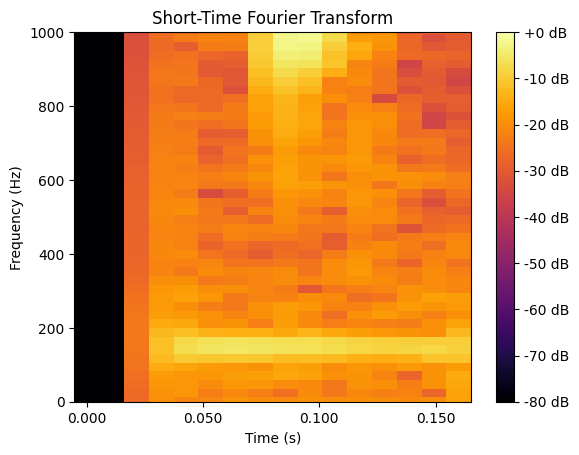 Short-Time Fourier Transform
1000
800
600
400
200
0
Frequency (Hz)
0.000
0.050
0.100
0.150
Time (s)
+0 dB
-10 dB
-20 dB
-30 dB
-40 dB
-50 dB
-60 dB
-70 dB
-80 dB